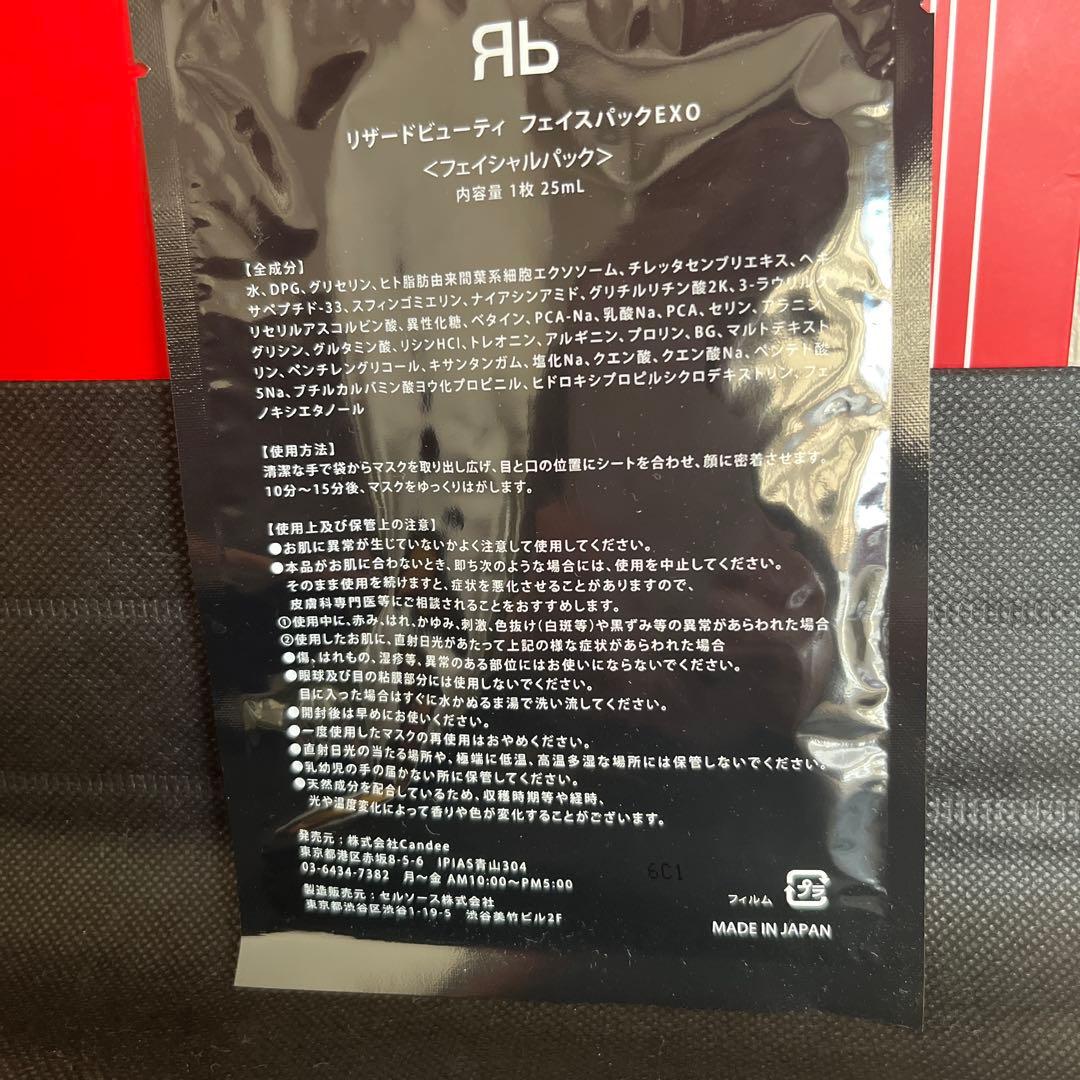 Яb
リザードビューティ フェイスパックEXO
<フェイシャルパック>
内容量 1枚 25mL
【全成分】
水、DPG、グリセリン、ヒト脂肪由来間葉系細胞エクソソーム、チレッタセンブリエキス、ヘキ
サペプチド-33、スフィンゴミエリン、ナイアシンアミド、グリチルリチン酸2K、3-ラウリルグ
リセリルアスコルビン酸、異性化糖、ベタイン、PCA-Na、乳酸Na、PCA、セリン、アラニン、
グリシン、グルタミン酸、リシンHCl、トレオニン、アルギニン、プロリン、BG、マルトデキスト
リン、ペンチレングリコール、キサンタンガム、塩化Na、クエン酸、クエン酸Na、ペンテト酸
5Na、ブチルカルバミン酸ヨウ化プロピニル、ヒドロキシプロピルシクロデキストリン、フェ
ノキシエタノール
【使用方法】
清潔な手で袋からマスクを取り出し広げ、目と口の位置にシートを合わせ、顔に密着させます。
10分～15分後、マスクをゆっくりはがします。
【使用上及び保管上の注意】
●お肌に異常が生じていないかよく注意して使用してください。
●本品がお肌に合わないとき、即ち次のような場合には、使用を中止してください。
そのまま使用を続けますと、症状を悪化させることがありますので、
皮膚科専門医等にご相談されることをおすすめします。
①使用中に、赤み、はれ、かゆみ、刺激、色抜け(白斑等)や黒ずみ等の異常があらわれた場合
②使用したお肌に、直射日光があたって上記の様な症状があらわれた場合
●傷、はれもの、湿疹等、異常のある部位にはお使いにならないでください。
●眼球及び目の粘膜部分には使用しないでください。
目に入った場合はすぐに水かぬるま湯で洗い流してください。
●開封後は早めにお使いください。
●一度使用したマスクの再使用はおやめください。
●直射日光の当たる場所や、極端に低温、高温多湿な場所には保管しないでください。
●乳幼児の手の届かない所に保管してください。
●天然成分を配合しているため、収穫時期等や経時、
光や温度変化によって香りや色が変化することがございます。
発売元：株式会社Candee
東京都港区赤坂8-5-6 IPIAS青山304
03-6434-7382 月～金 AM10:00～PM5:00
製造販売元：セルソース株式会社
東京都渋谷区渋谷1-19-5 渋谷美竹ビル2F
6C1
フィルム
プラ
MADE IN JAPAN